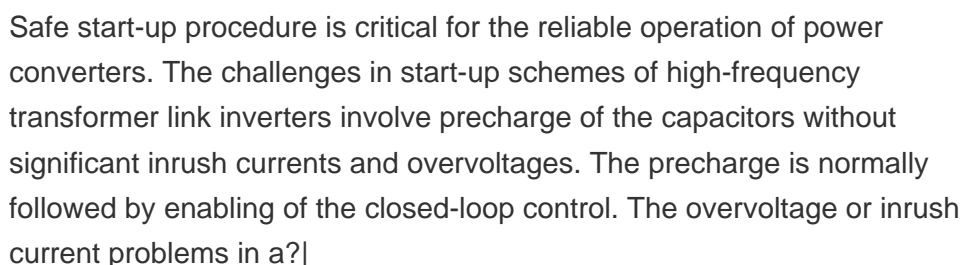 Safe start-up procedure is critical for the reliable operation of power
converters. The challenges in start-up schemes of high-frequency
transformer link inverters involve precharge of the capacitors without
significant inrush currents and overvoltages. The precharge is normally
followed by enabling of the closed-loop control. The overvoltage or inrush
current problems in a?|